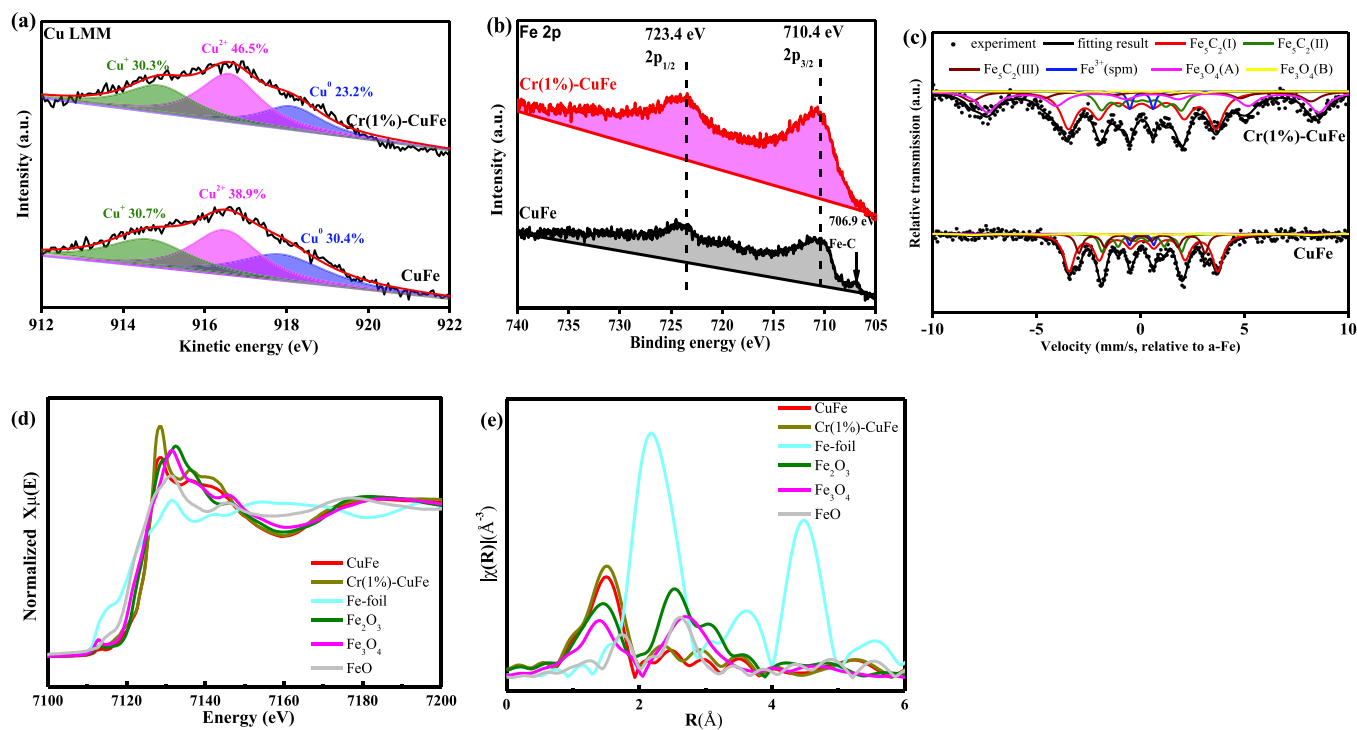 (a)
Cu LMM
Cu²⁺ 46.5%
Cu⁺ 30.3%
Cu⁰ 23.2%
Cr(1%)-CuFe
Cu²⁺ 38.9%
Cu⁺ 30.7%
Cu⁰ 30.4%
CuFe
Intensity (a.u.)
912 914 916 918 920 922
Kinetic energy (eV)
(b)
Fe 2p
723.4 eV 710.4 eV
2p₁/₂ 2p₃/₂
Cr(1%)-CuFe
CuFe
706.9 eV
Fe-C
Intensity (a.u.)
740 735 730 725 720 715 710 705
Binding energy (eV)
(c)
experiment fitting result Fe₅C₂(I) Fe₅C₂(II)
Fe₅C₂(III) Fe³⁺(spm) Fe₃O₄(A) Fe₃O₄(B)
Cr(1%)-CuFe
CuFe
Relative transmission (a.u.)
-10 -5 0 5 10
Velocity (mm/s, relative to a-Fe)
(d)
CuFe
Cr(1%)-CuFe
Fe-foil
Fe₂O₃
Fe₃O₄
FeO
Normalized Xμ(E)
7100 7120 7140 7160 7180 7200
Energy (eV)
(e)
CuFe
Cr(1%)-CuFe
Fe-foil
Fe₂O₃
Fe₃O₄
FeO
|χ(R)|(Å⁻³)
0 2 4 6
R(Å)